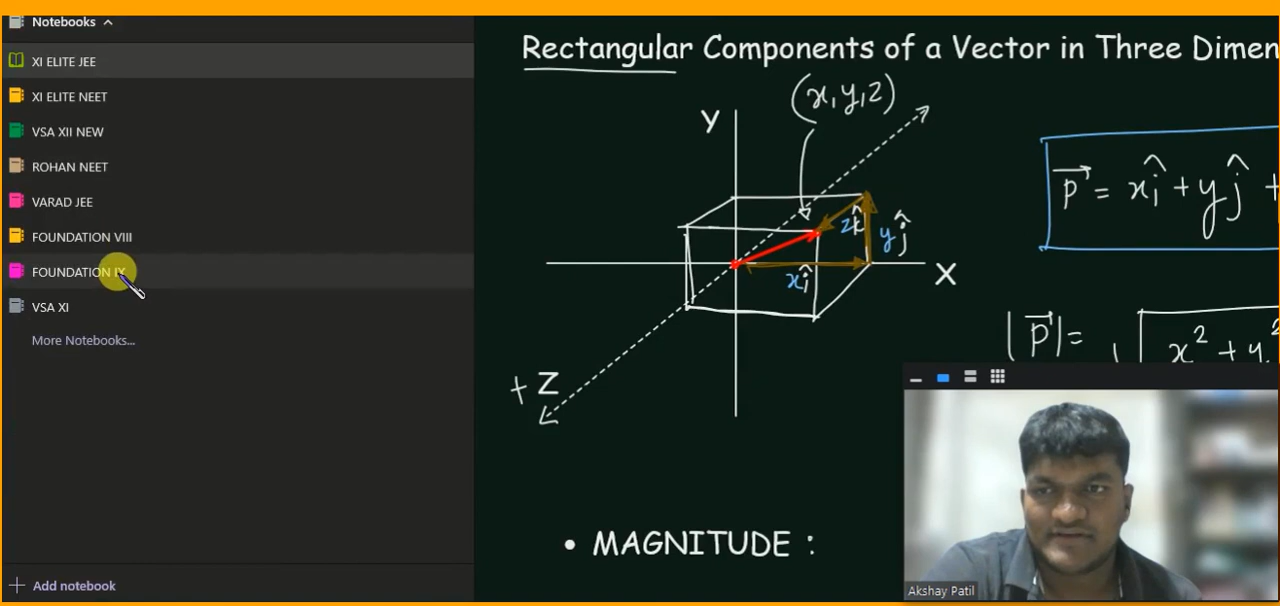 Notebooks
XI ELITE JEE
XI ELITE NEET
VSA XII NEW
ROHAN NEET
VARAD JEE
FOUNDATION VIII
FOUNDATION IX
VSA XI
More Notebooks...
Add notebook
Rectangular Components of a Vector in Three Dimen
(x, y, z)
Y
zk̂
yĵ
xî
X
+ Z
p⃗ = xî + yĵ +
|p⃗| = √x² + y²
• MAGNITUDE :
Akshay Patil